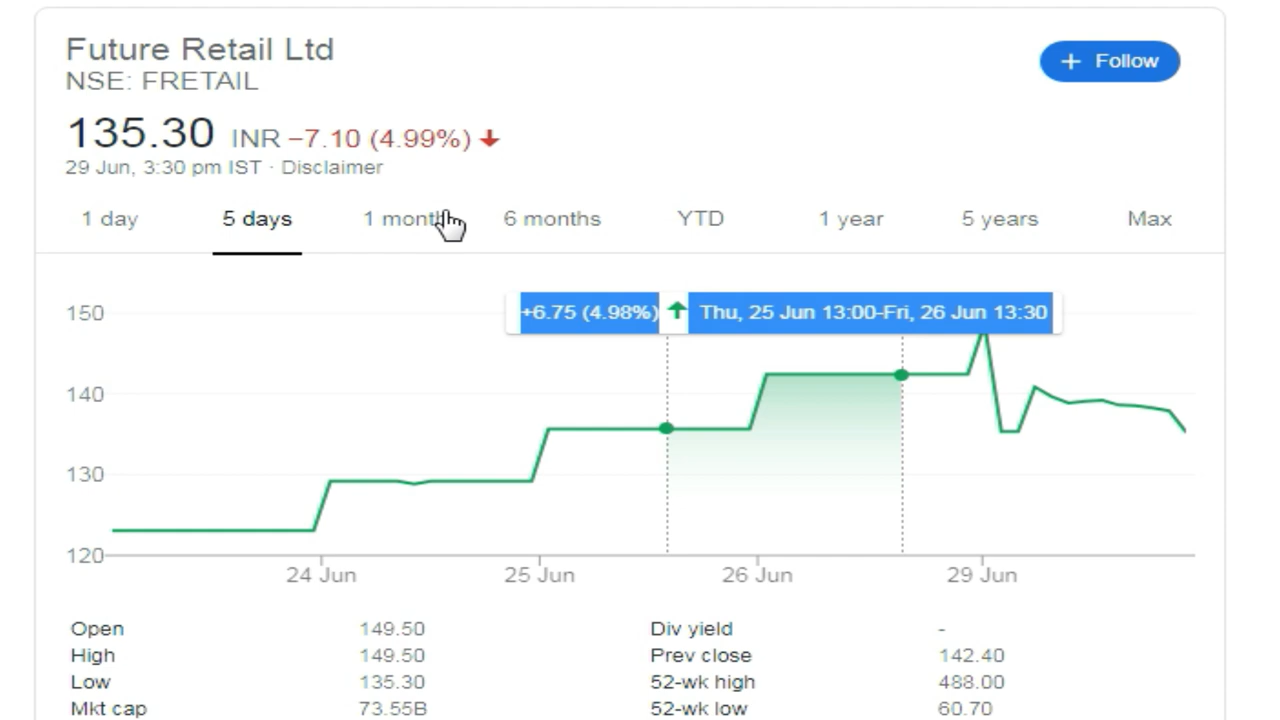 Future Retail Ltd
NSE: FRETAIL
+ Follow
135.30 INR −7.10 (4.99%)
29 Jun, 3:30 pm IST · Disclaimer
1 day 5 days 1 month 6 months YTD 1 year 5 years Max
+6.75 (4.98%) Thu, 25 Jun 13:00-Fri, 26 Jun 13:30
150
140
130
120
24 Jun 25 Jun 26 Jun 29 Jun
Open 149.50 Div yield -
High 149.50 Prev close 142.40
Low 135.30 52-wk high 488.00
Mkt cap 73.55B 52-wk low 60.70